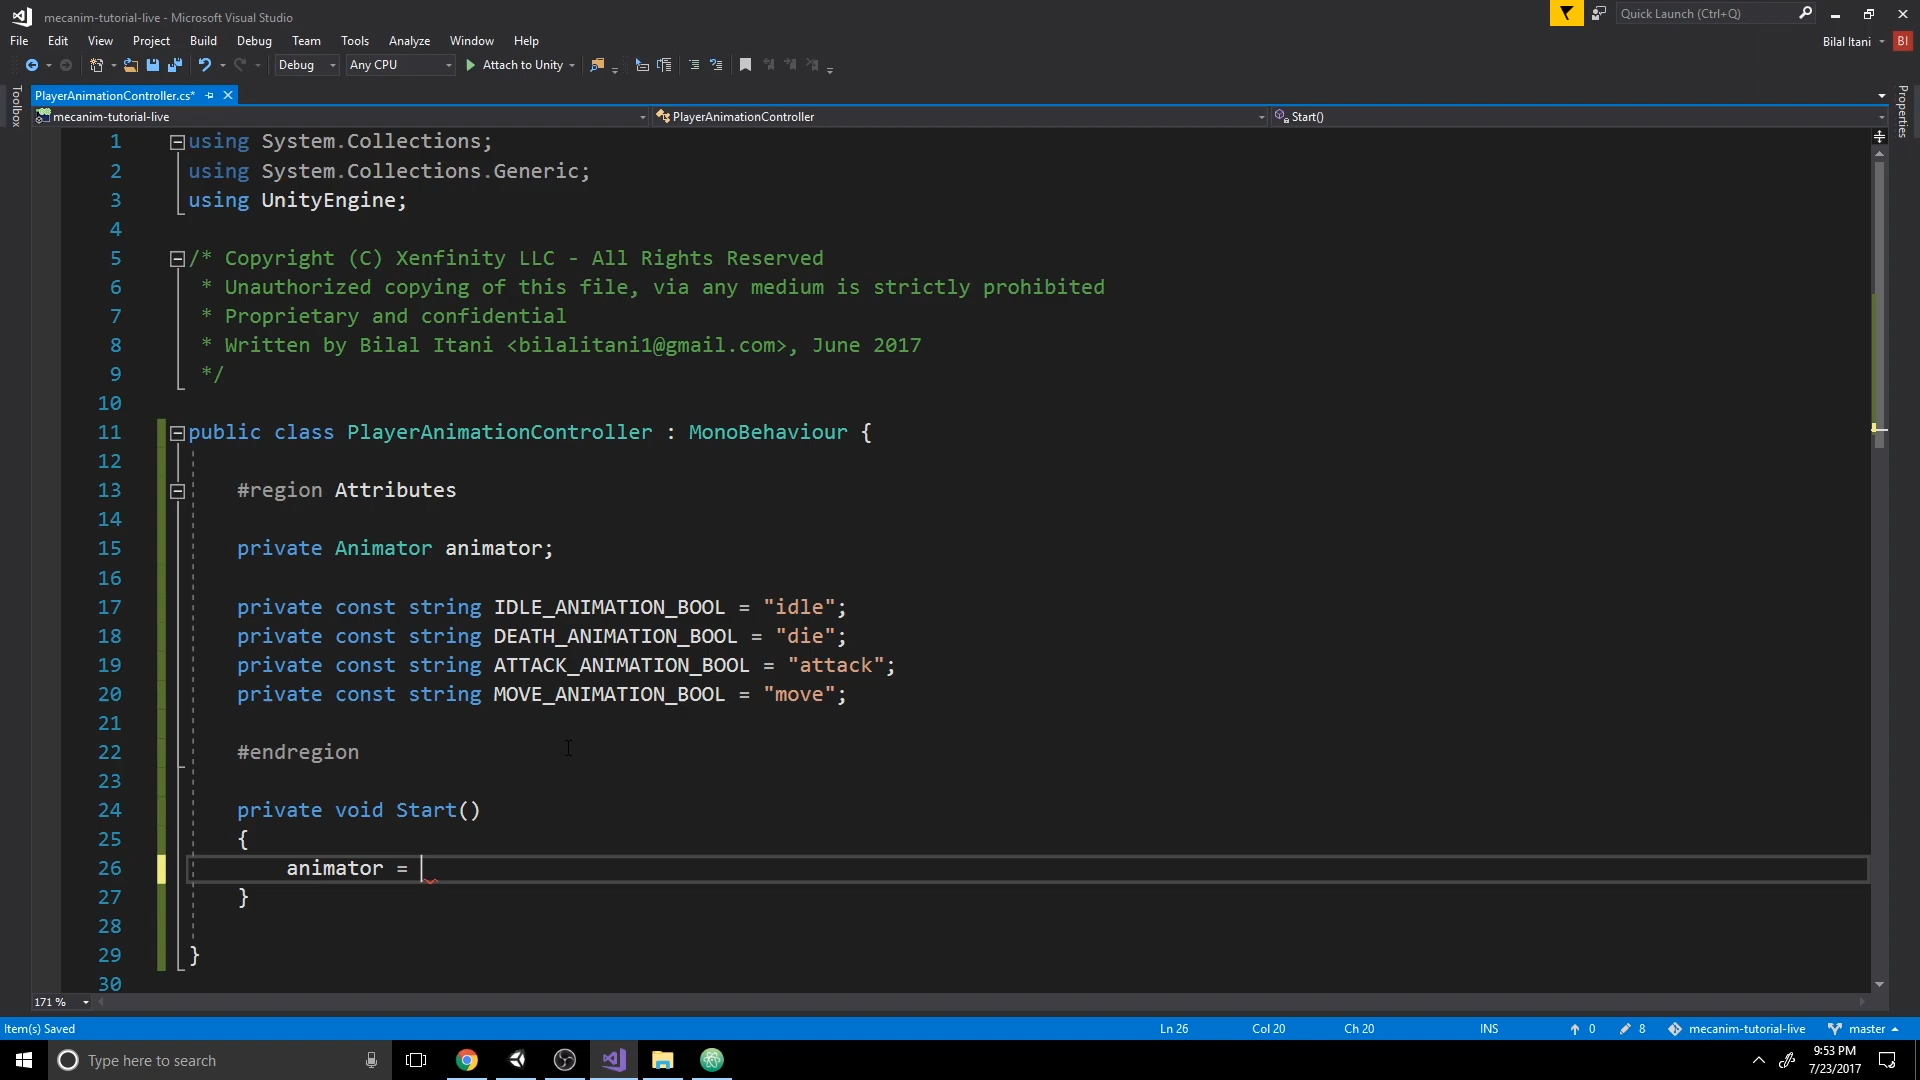 mecanim-tutorial-live - Microsoft Visual Studio
Quick Launch (Ctrl+Q)
File Edit View Project Build Debug Team Tools Analyze Window Help
Bilal Itani BI
Debug Any CPU Attach to Unity
Toolbox
PlayerAnimationController.cs*
Properties
mecanim-tutorial-live PlayerAnimationController Start()
1 using System.Collections;
2 using System.Collections.Generic;
3 using UnityEngine;
4
5 /* Copyright (C) Xenfinity LLC - All Rights Reserved
6 * Unauthorized copying of this file, via any medium is strictly prohibited
7 * Proprietary and confidential
8 * Written by Bilal Itani <bilalitani1@gmail.com>, June 2017
9 */
10
11 public class PlayerAnimationController : MonoBehaviour {
12
13 #region Attributes
14
15 private Animator animator;
16
17 private const string IDLE_ANIMATION_BOOL = "idle";
18 private const string DEATH_ANIMATION_BOOL = "die";
19 private const string ATTACK_ANIMATION_BOOL = "attack";
20 private const string MOVE_ANIMATION_BOOL = "move";
21
22 #endregion
23
24 private void Start()
25 {
26 animator =
27 }
28
29 }
30
171 %
Item(s) Saved Ln 26 Col 20 Ch 20 INS 0 8 mecanim-tutorial-live master
Type here to search
9:53 PM
7/23/2017